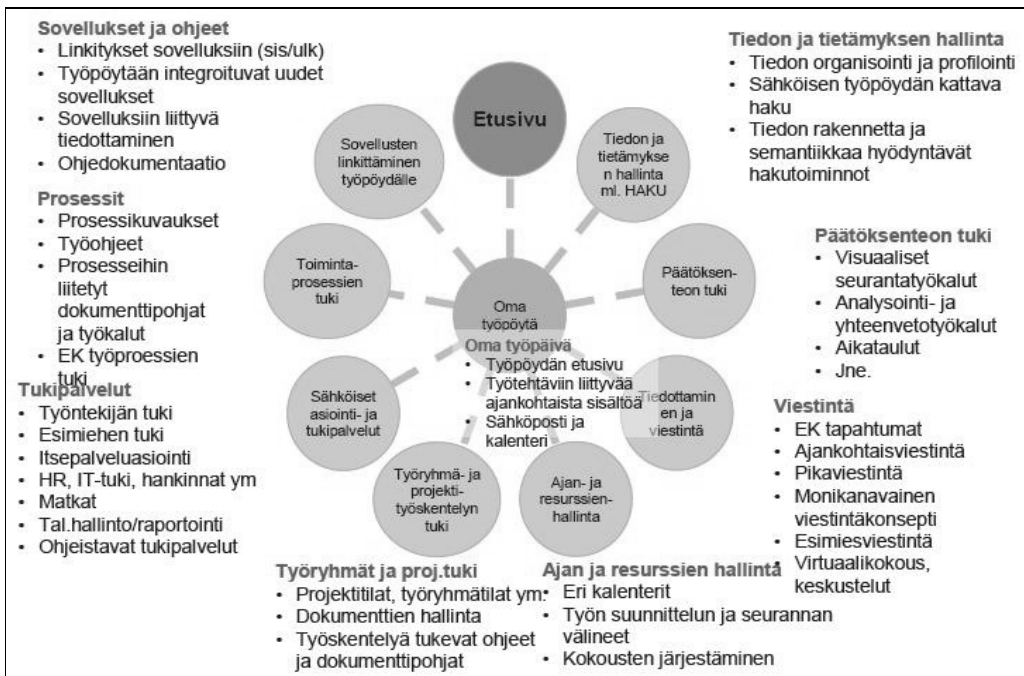 Sovellukset ja ohjeet
• Linkitykset sovelluksiin (sis/ulk)
• Työpöytään integroituvat uudet
sovellukset
• Sovelluksiin liittyvä
tiedottaminen
• Ohjedokumentaatio
Prosessit
• Prosessikuvaukset
• Työohjeet
• Prosesseihin
liitetyt
dokumenttipohjat
ja työkalut
• EK työproessien
tuki
Tukipalvelut
• Työntekijän tuki
• Esimiehen tuki
• Itsepalveluasiointi
• HR, IT-tuki, hankinnat ym
• Matkat
• Tal.hallinto/raportointi
• Ohjeistavat tukipalvelut
Etusivu
Sovellusten
linkittäminen
työpöydälle
Tiedon ja
tietämykse
n hallinta
ml. HAKU
Toiminta-
prosessien
tuki
Päätöksen-
teon tuki
Oma
työpöytä
Oma työpäivä
• Työpöydän etusivu
• Työtehtäviin liittyvää
ajankohtaista sisältöä
• Sähköposti ja
kalenteri
Sähköiset
asiointi- ja
tukipalvelut
Tiedottamin
en ja
viestintä
Työryhmä- ja
projekti-
työskentelyn
tuki
Ajan- ja
resurssien-
hallinta
Tiedon ja tietämyksen hallinta
• Tiedon organisointi ja profilointi
• Sähköisen työpöydän kattava
haku
• Tiedon rakennetta ja
semantiikkaa hyödyntävät
hakutoiminnot
Päätöksenteon tuki
• Visuaaliset
seurantatyökalut
• Analysointi- ja
yhteenvetotyökalut
• Aikataulut
• Jne.
Viestintä
• EK tapahtumat
• Ajankohtaisviestintä
• Pikaviestintä
• Monikanavainen
viestintäkonsepti
• Esimiesviestintä
• Virtuaalikokous,
keskustelut
Työryhmät ja proj.tuki
• Projektitilat, työryhmätilat ym.
• Dokumenttien hallinta
• Työskentelyä tukevat ohjeet
ja dokumenttipohjat
Ajan ja resurssien hallinta
• Eri kalenterit
• Työn suunnittelun ja seurannan
välineet
• Kokousten järjestäminen